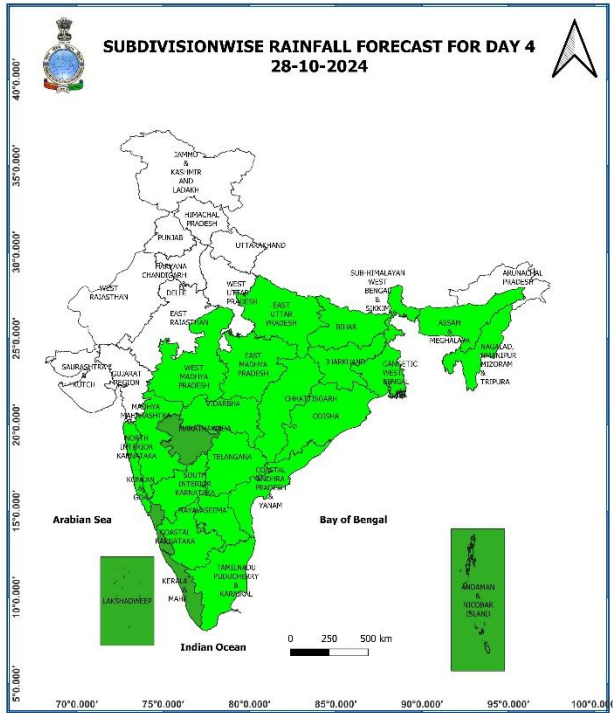 SUBDIVISIONWISE RAINFALL FORECAST FOR DAY 4
28-10-2024
JAMMU
&
KASHMIR
AND
LADAKH
HIMACHAL
PRADESH
PUNJAB
UTTARAKHAND
HARYANA
CHANDIGARH
&
DELHI
WEST
RAJASTHAN
WEST
UTTAR
PRADESH
EAST
RAJASTHAN
EAST
UTTAR
PRADESH
SUB-HIMALAYAN
WEST
BENGAL
&
SIKKIM
ARUNACHAL
PRADESH
BIHAR
ASSAM
&
MEGHALAYA
NAGALAD,
MANIPUR
MIZORAM
&
TRIPURA
SAURASHTRA
&
KUTCH
GUJARAT
REGION
WEST
MADHYA
PRADESH
EAST
MADHYA
PRADESH
JHARKHAND
GANGETIC
WEST
BENGAL
MADHYA
MAHARASHTRA
VIDARBHA
CHHATISGARH
ODISHA
MARATHAWADA
NORTH
INTERIOR
KARNATAKA
TELANGANA
KONKAN
&
GOA
SOUTH
INTERIOR
KARNATAKA
COASTAL
ANDHRA
PRADESH
&
YANAM
RAYALASEEMA
COASTAL
KARNATAKA
Arabian Sea
Bay of Bengal
TAMILNADU
PUDUCHERRY
&
KARAIKAL
KERALA
&
MAHE
LAKSHADWEEP
ANDAMAN
&
NICOBAR
ISLAND
Indian Ocean
0 250 500 km
40°0.000'
35°0.000'
30°0.000'
25°0.000'
20°0.000'
15°0.000'
10°0.000'
5°0.000'
70°0.000' 75°0.000' 80°0.000' 85°0.000' 90°0.000' 95°0.000'